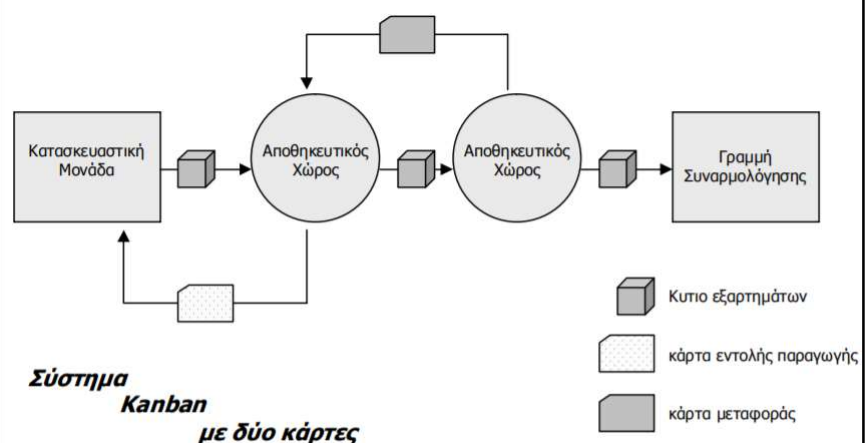 Κατασκευαστική
Μονάδα
Αποθηκευτικός
Χώρος
Αποθηκευτικός
Χώρος
Γραμμή
Συναρμολόγησης
Κυτιο εξαρτημάτων
κάρτα εντολής παραγωγής
κάρτα μεταφοράς
Σύστημα
Kanban
με δύο κάρτες